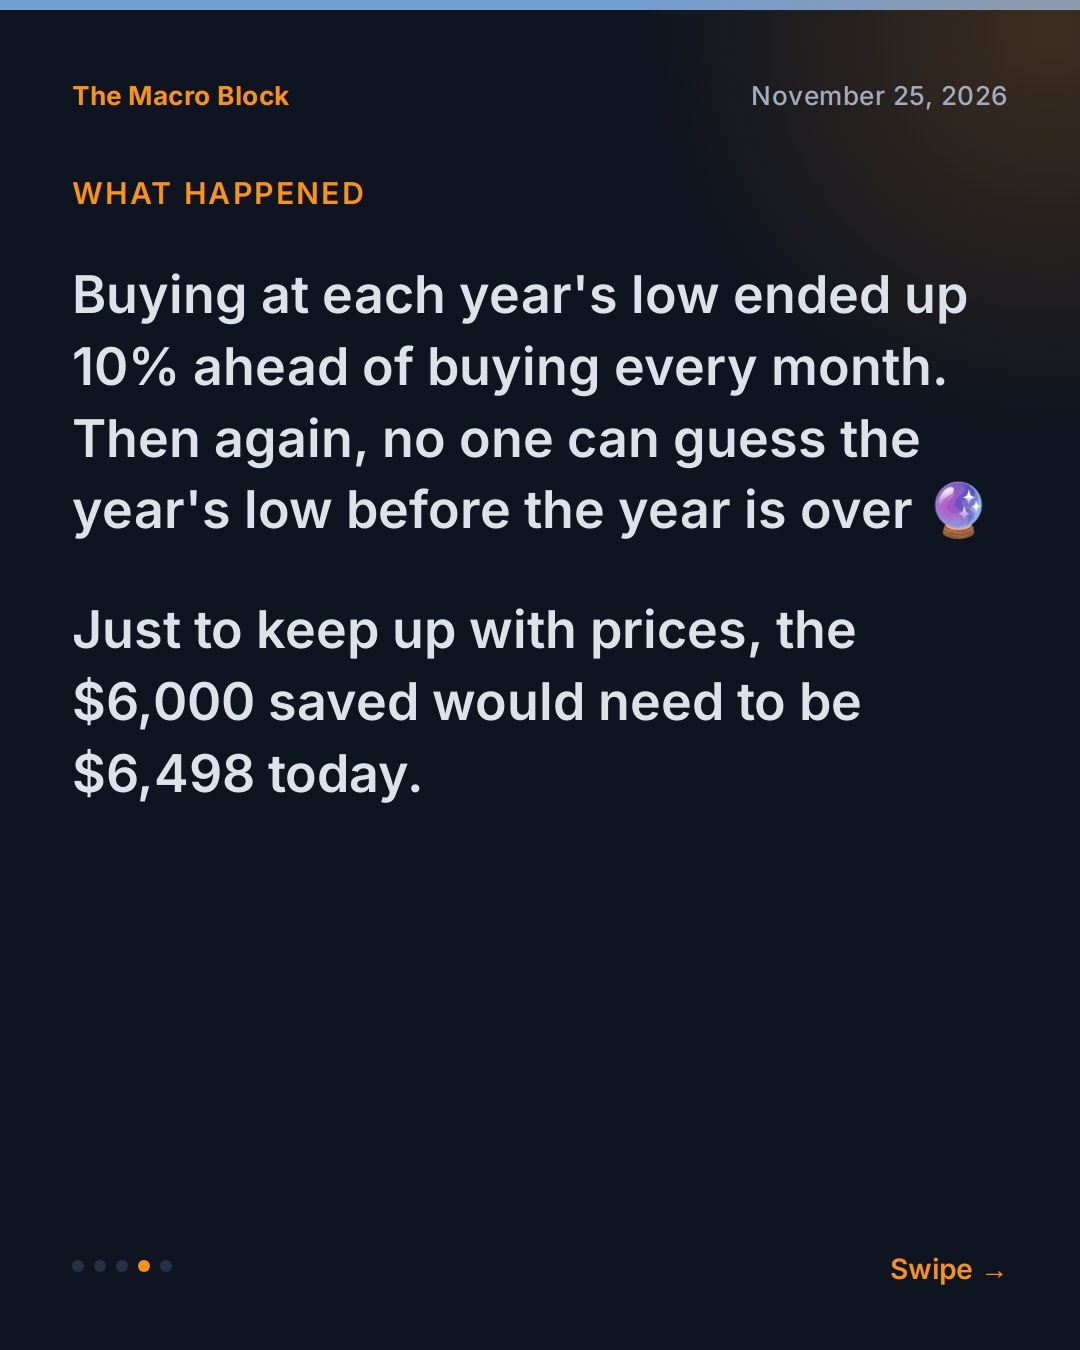 The Macro Block
November 25, 2026
WHAT HAPPENED
Buying at each year's low ended up
10% ahead of buying every month.
Then again, no one can guess the
year's low before the year is over 🔮
Just to keep up with prices, the
$6,000 saved would need to be
$6,498 today.
Swipe →